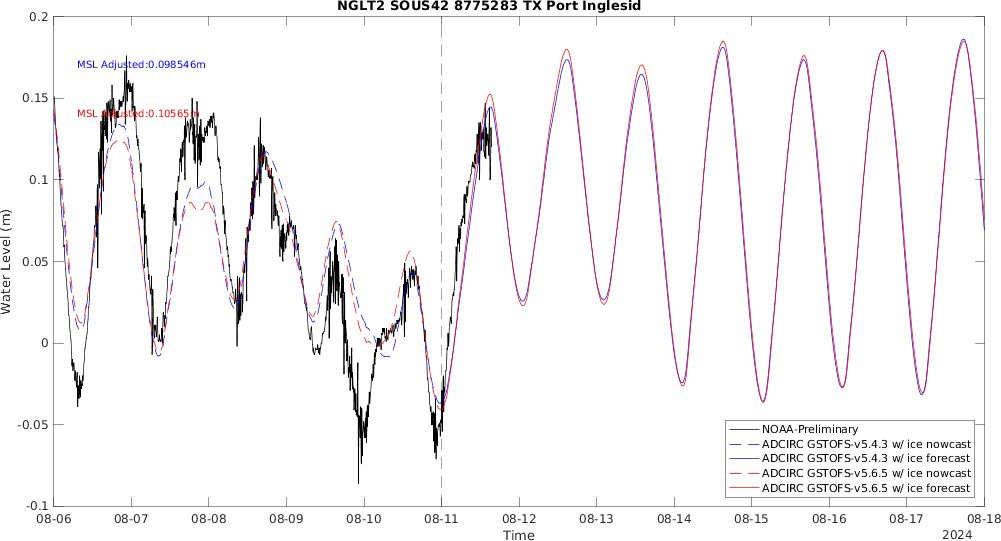 NGLT2 SOUS42 8775283 TX Port Inglesid
MSL Adjusted:0.098546m
MSL Adjusted:0.10565m
Water Level (m)
0.2
0.15
0.1
0.05
0
-0.05
-0.1
08-06 08-07 08-08 08-09 08-10 08-11 08-12 08-13 08-14 08-15 08-16 08-17 08-18
Time
2024
NOAA-Preliminary
ADCIRC GSTOFS-v5.4.3 w/ ice nowcast
ADCIRC GSTOFS-v5.4.3 w/ ice forecast
ADCIRC GSTOFS-v5.6.5 w/ ice nowcast
ADCIRC GSTOFS-v5.6.5 w/ ice forecast